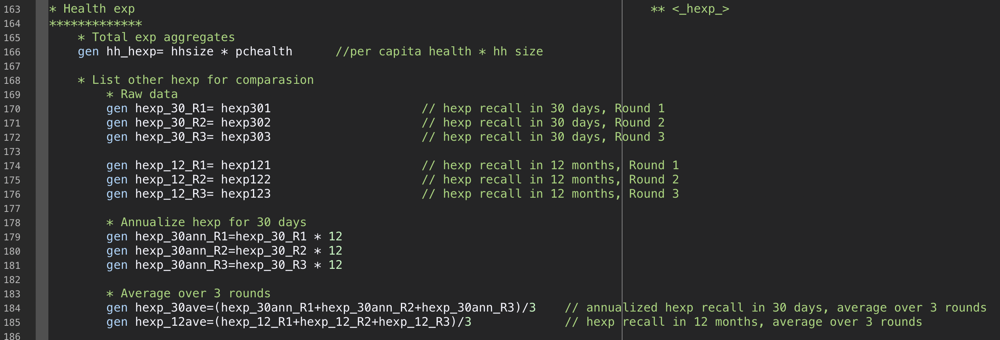 163 * Health exp ** <_hexp_>
164 *************
165 * Total exp aggregates
166 gen hh_hexp= hhsize * pchealth //per capita health * hh size
167
168 * List other hexp for comparasion
169 * Raw data
170 gen hexp_30_R1= hexp301 // hexp recall in 30 days, Round 1
171 gen hexp_30_R2= hexp302 // hexp recall in 30 days, Round 2
172 gen hexp_30_R3= hexp303 // hexp recall in 30 days, Round 3
173
174 gen hexp_12_R1= hexp121 // hexp recall in 12 months, Round 1
175 gen hexp_12_R2= hexp122 // hexp recall in 12 months, Round 2
176 gen hexp_12_R3= hexp123 // hexp recall in 12 months, Round 3
177
178 * Annualize hexp for 30 days
179 gen hexp_30ann_R1=hexp_30_R1 * 12
180 gen hexp_30ann_R2=hexp_30_R2 * 12
181 gen hexp_30ann_R3=hexp_30_R3 * 12
182
183 * Average over 3 rounds
184 gen hexp_30ave=(hexp_30ann_R1+hexp_30ann_R2+hexp_30ann_R3)/3 // annualized hexp recall in 30 days, average over 3 rounds
185 gen hexp_12ave=(hexp_12_R1+hexp_12_R2+hexp_12_R3)/3 // hexp recall in 12 months, average over 3 rounds
186